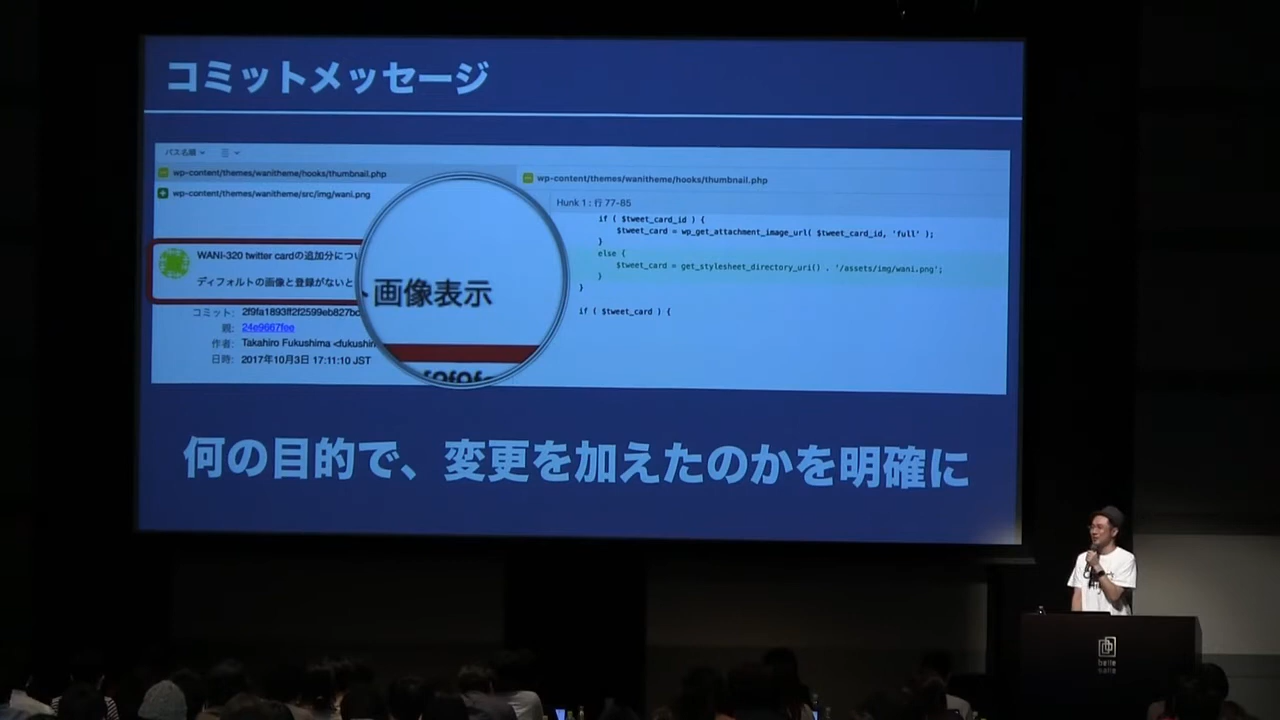 コミットメッセージ
パス名順
wp-content/themes/wanitheme/hooks/thumbnail.php
wp-content/themes/wanitheme/src/img/wani.png
WANI-320 twitter cardの追加分につ
ディフォルトの画像と登録がないと
コミット: 2f9fa1893ff2f2599eb827bc
親: 24e9667fee
作者: Takahiro Fukushima <fukushin
日時: 2017年10月3日 17:11:10 JST
画像表示
wp-content/themes/wanitheme/hooks/thumbnail.php
Hunk 1 : 行 77-85
if ( $tweet_card_id ) {
$tweet_card = wp_get_attachment_image_url( $tweet_card_id, 'full' );
}
else {
$tweet_card = get_stylesheet_directory_uri() . '/assets/img/wani.png';
}
}
if ( $tweet_card ) {
何の目的で、変更を加えたのかを明確に
belle
salle